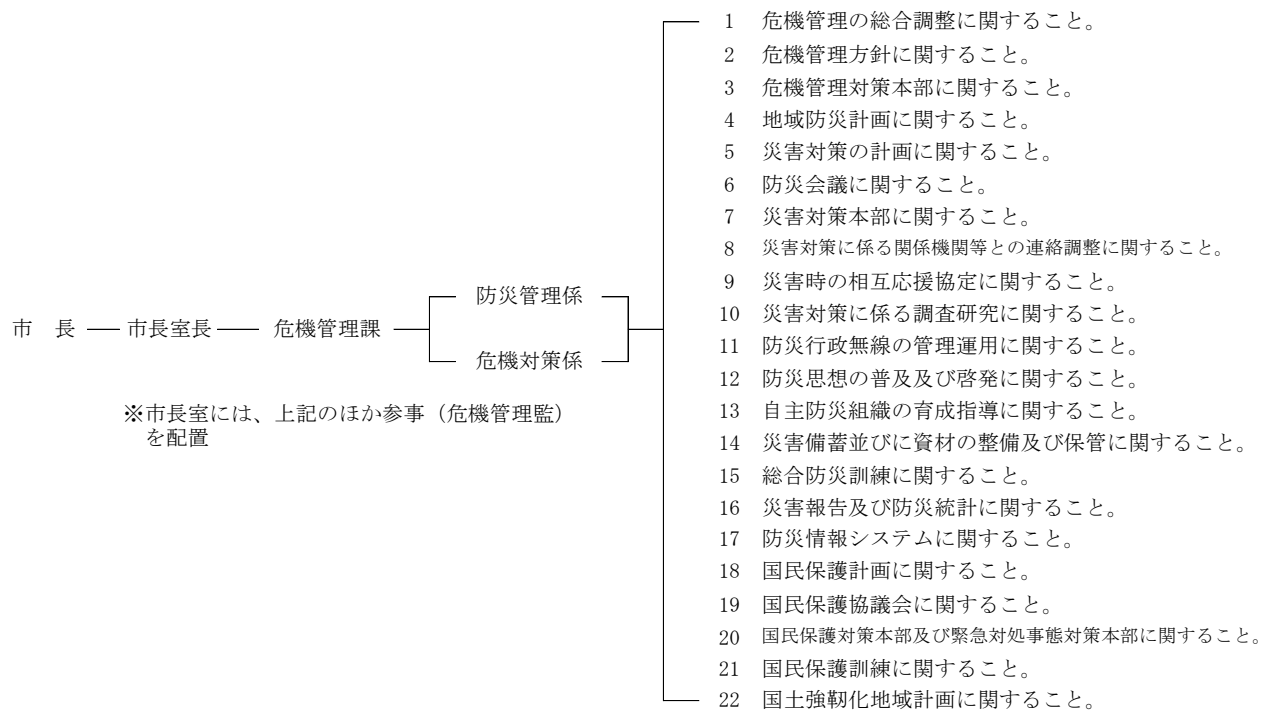 市　長
市長室長
危機管理課
防災管理係
危機対策係
※市長室には、上記のほか参事（危機管理監）
を配置
1　危機管理の総合調整に関すること。
2　危機管理方針に関すること。
3　危機管理対策本部に関すること。
4　地域防災計画に関すること。
5　災害対策の計画に関すること。
6　防災会議に関すること。
7　災害対策本部に関すること。
8　災害対策に係る関係機関等との連絡調整に関すること。
9　災害時の相互応援協定に関すること。
10　災害対策に係る調査研究に関すること。
11　防災行政無線の管理運用に関すること。
12　防災思想の普及及び啓発に関すること。
13　自主防災組織の育成指導に関すること。
14　災害備蓄並びに資材の整備及び保管に関すること。
15　総合防災訓練に関すること。
16　災害報告及び防災統計に関すること。
17　防災情報システムに関すること。
18　国民保護計画に関すること。
19　国民保護協議会に関すること。
20　国民保護対策本部及び緊急対処事態対策本部に関すること。
21　国民保護訓練に関すること。
22　国土強靱化地域計画に関すること。